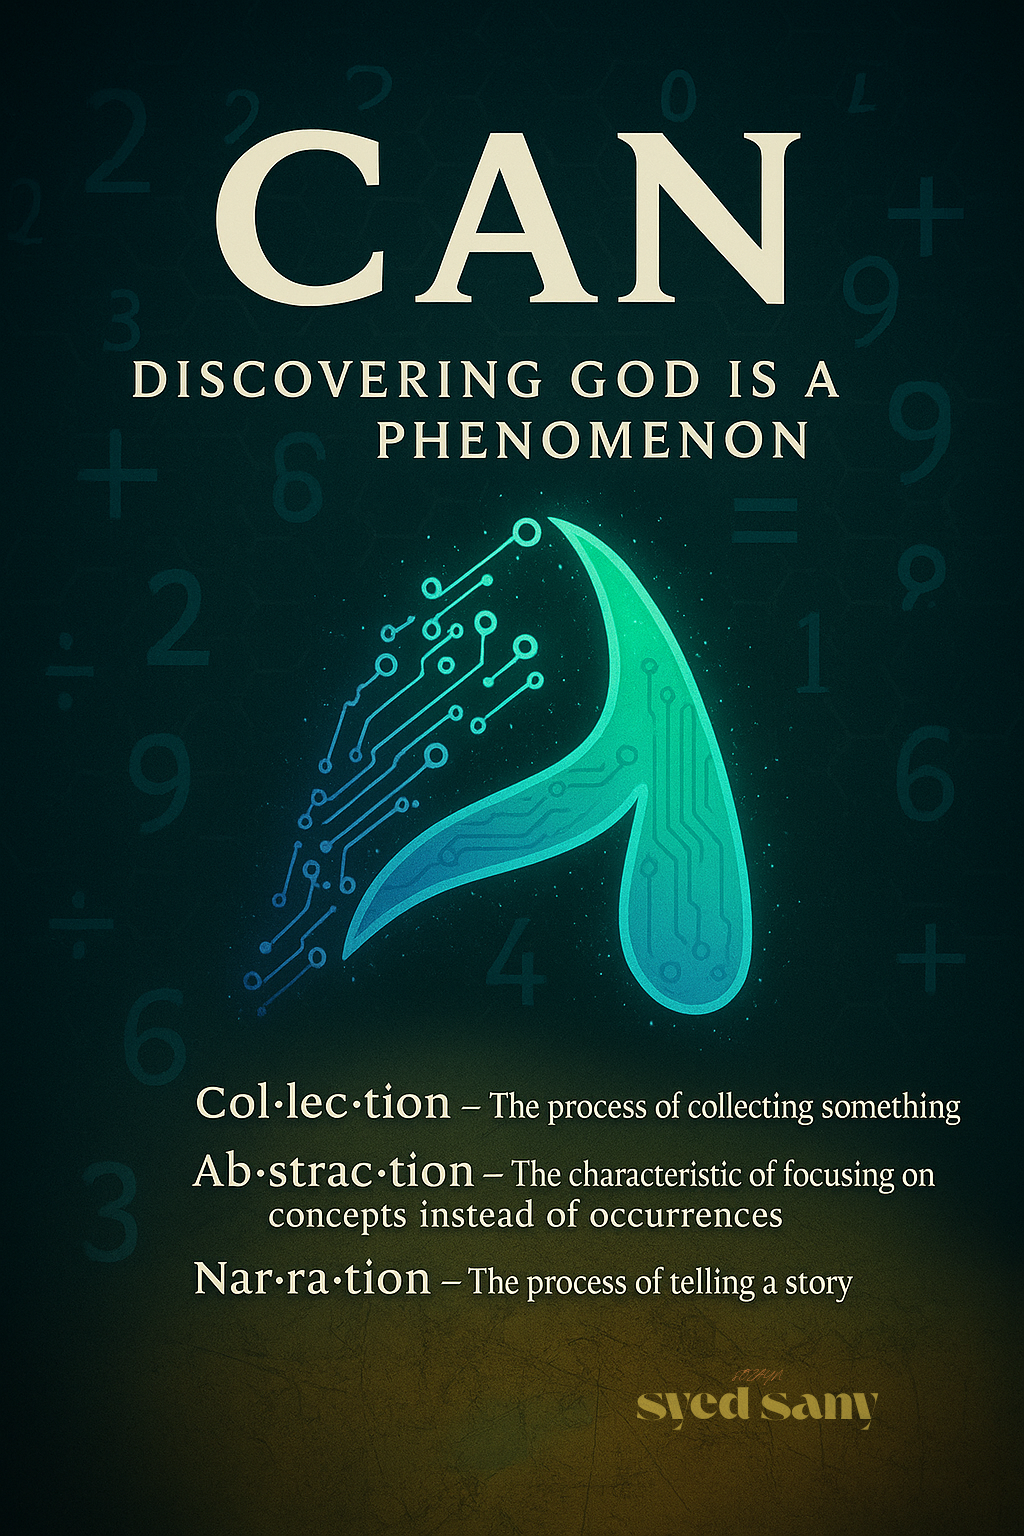 CAN
DISCOVERING GOD IS A
PHENOMENON
Col·lec·tion – The process of collecting something
Ab·strac·tion – The characteristic of focusing on
concepts instead of occurrences
Nar·ra·tion – The process of telling a story
syed sany